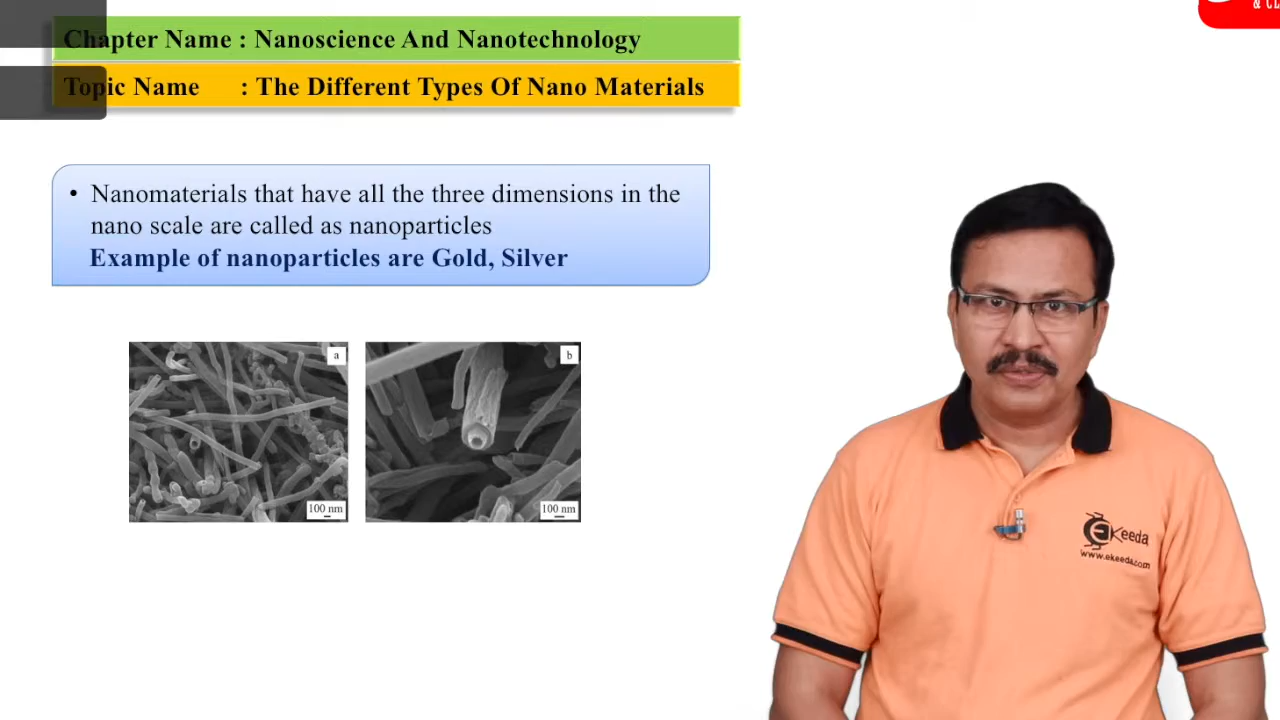 & CL
Chapter Name : Nanoscience And Nanotechnology
Topic Name : The Different Types Of Nano Materials
• Nanomaterials that have all the three dimensions in the
nano scale are called as nanoparticles
Example of nanoparticles are Gold, Silver
a
b
100 nm
100 nm
eKeeda
www.ekeeda.com